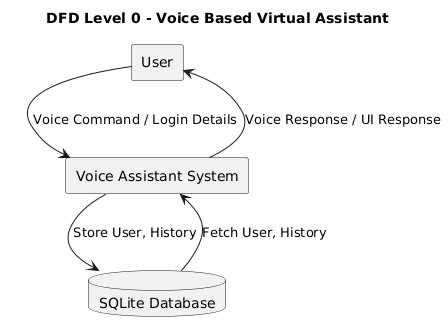 DFD Level 0 - Voice Based Virtual Assistant
User
Voice Command / Login Details
Voice Response / UI Response
Voice Assistant System
Store User, History
Fetch User, History
SQLite Database